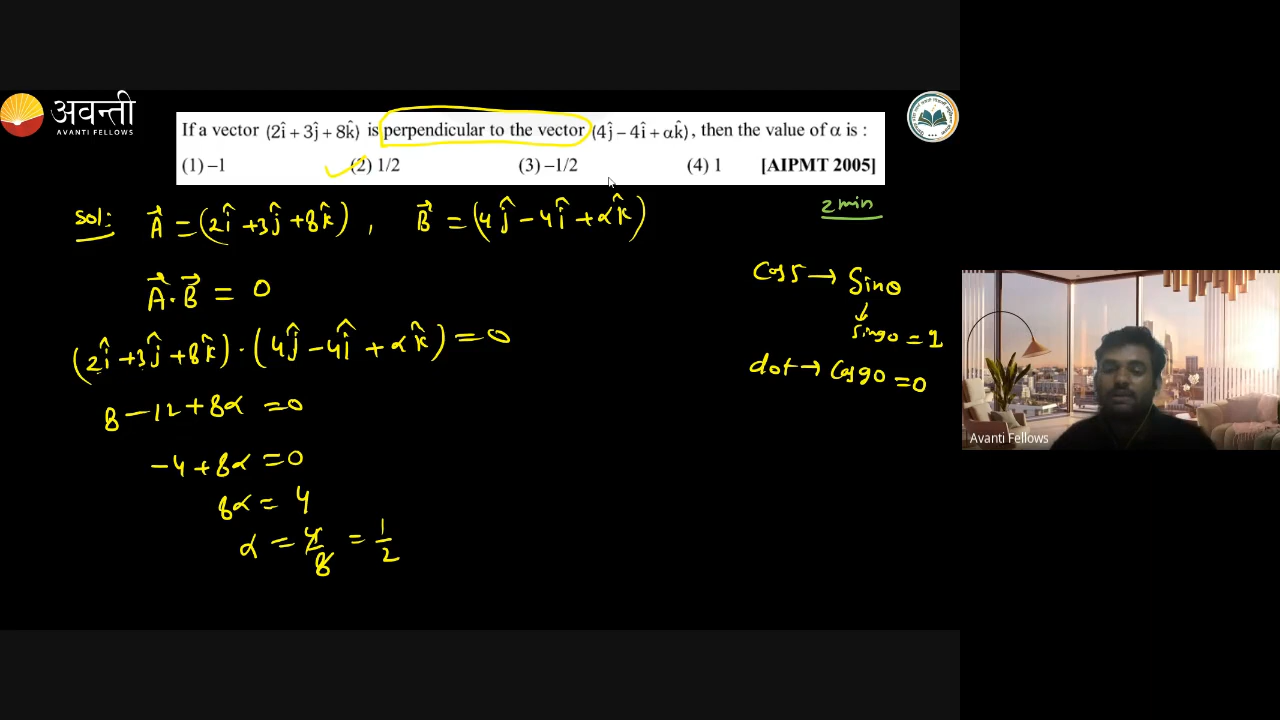 अवन्ती
AVANTI FELLOWS
If a vector (2î + 3ĵ + 8k̂) is perpendicular to the vector (4ĵ − 4î + αk̂), then the value of α is :
(1) −1 (2) 1/2 (3) −1/2 (4) 1 [AIPMT 2005]
2 min
Sol: A⃗ = (2î + 3ĵ + 8k̂) , B⃗ = (4ĵ − 4î + αk̂)
A⃗ · B⃗ = 0
(2î + 3ĵ + 8k̂) · (4ĵ − 4î + αk̂) = 0
8 − 12 + 8α = 0
−4 + 8α = 0
8α = 4
α = 4/8 = 1/2
→ Sinθ
↓
Sin90 = 1
dot → Cos90 = 0
Avanti Fellows